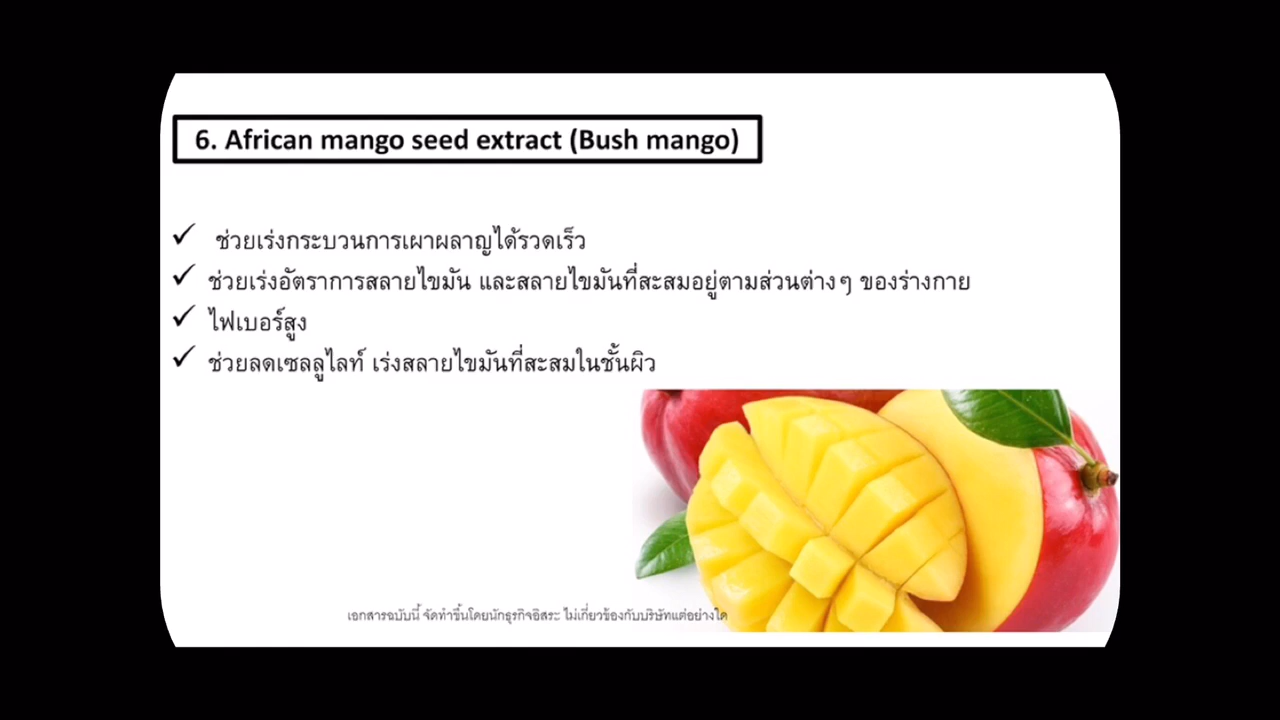 6. African mango seed extract (Bush mango)
✓ ช่วยเร่งกระบวนการเผาผลาญได้รวดเร็ว
✓ ช่วยเร่งอัตราการสลายไขมัน และสลายไขมันที่สะสมอยู่ตามส่วนต่างๆ ของร่างกาย
✓ ไฟเบอร์สูง
✓ ช่วยลดเซลลูไลท์ เร่งสลายไขมันที่สะสมในชั้นผิว
เอกสารฉบับนี้ จัดทำขึ้นโดยนักธุรกิจอิสระ ไม่เกี่ยวข้องกับบริษัทแต่อย่างใด